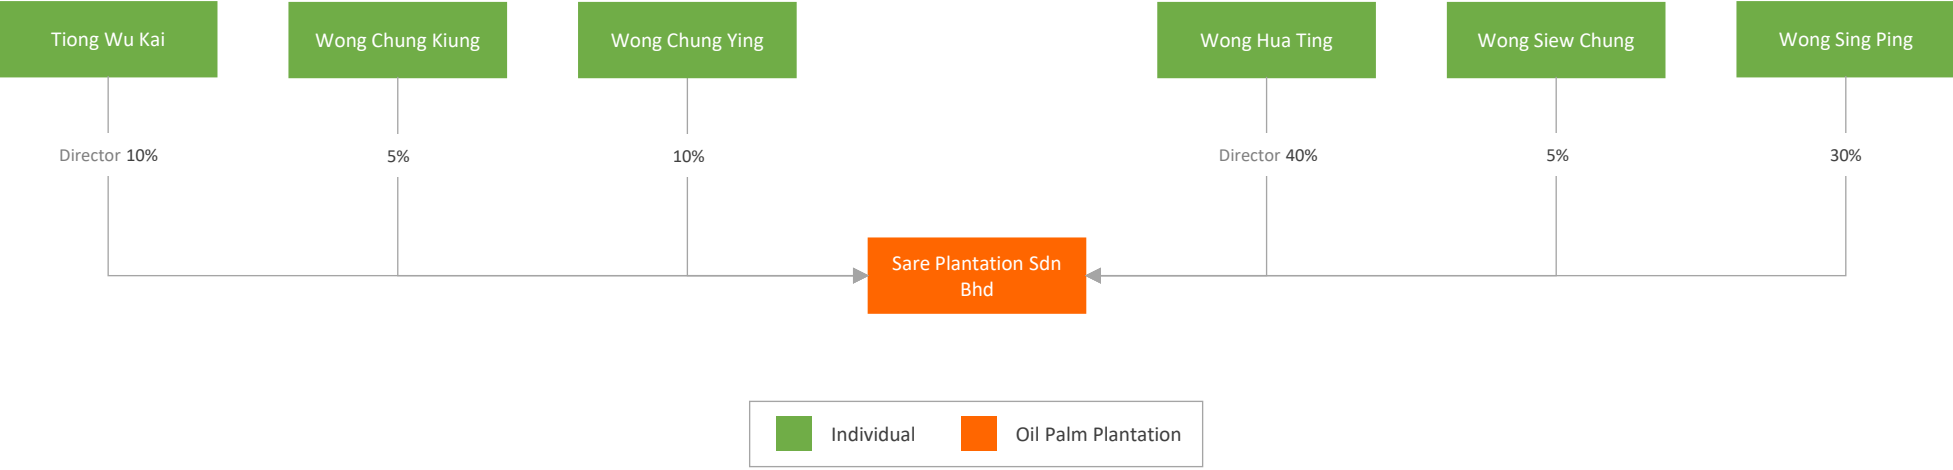 Tiong Wu Kai
Wong Chung Kiung
Wong Chung Ying
Wong Hua Ting
Wong Siew Chung
Wong Sing Ping
Director 10%
5%
10%
Director 40%
5%
30%
Sare Plantation Sdn
Bhd
Individual
Oil Palm Plantation